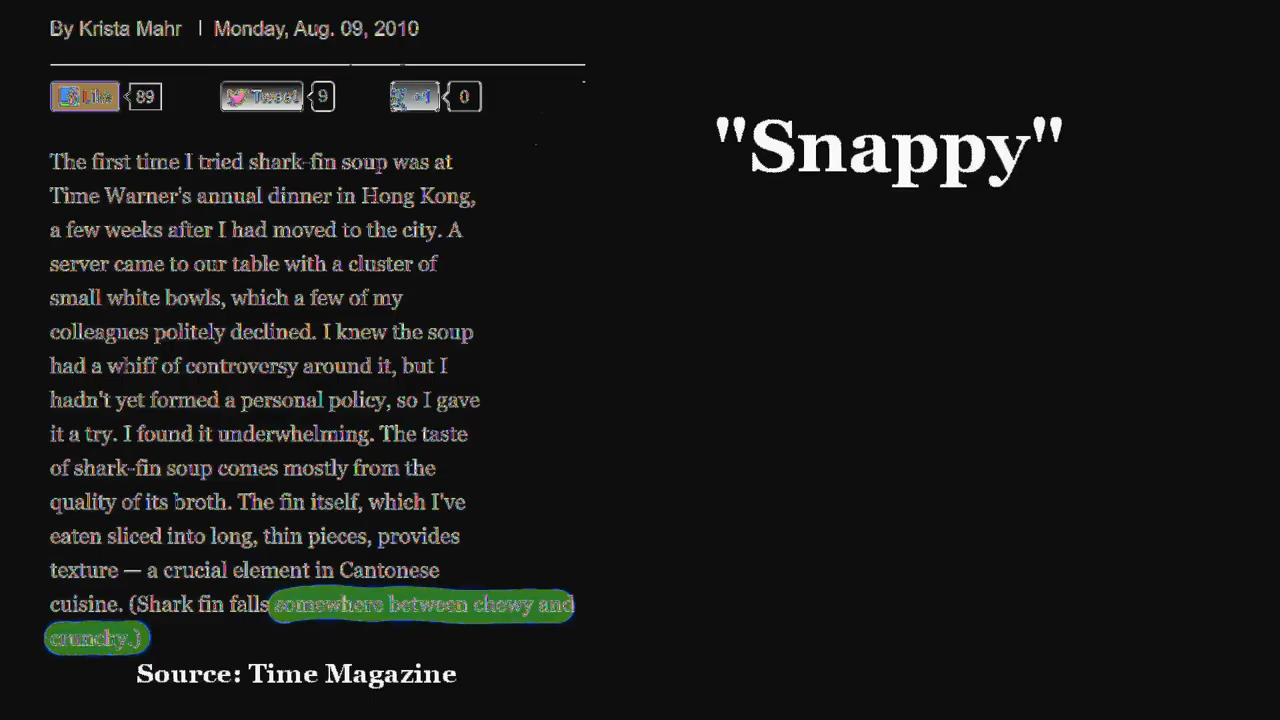 By Krista Mahr | Monday, Aug. 09, 2010
Like 89 Tweet 9 0
"Snappy"
The first time I tried shark-fin soup was at
Time Warner's annual dinner in Hong Kong,
a few weeks after I had moved to the city. A
server came to our table with a cluster of
small white bowls, which a few of my
colleagues politely declined. I knew the soup
had a whiff of controversy around it, but I
hadn't yet formed a personal policy, so I gave
it a try. I found it underwhelming. The taste
of shark-fin soup comes mostly from the
quality of its broth. The fin itself, which I've
eaten sliced into long, thin pieces, provides
texture — a crucial element in Cantonese
cuisine. (Shark fin falls somewhere between chewy and
crunchy.)
Source: Time Magazine